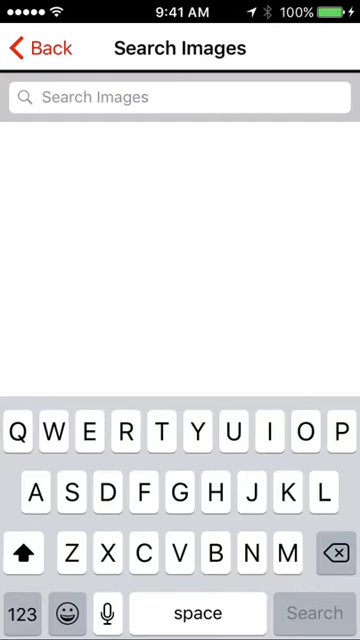 9:41 AM 100%
Back Search Images
Search Images
Q W E R T Y U I O P
A S D F G H J K L
Z X C V B N M
123 space Search